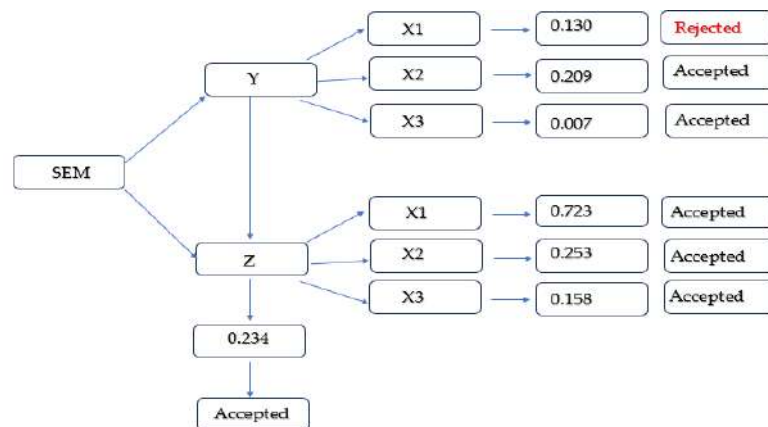 X1
0.130
Rejected
Y
X2
0.209
Accepted
X3
0.007
Accepted
SEM
X1
0.723
Accepted
Z
X2
0.253
Accepted
X3
0.158
Accepted
0.234
Accepted